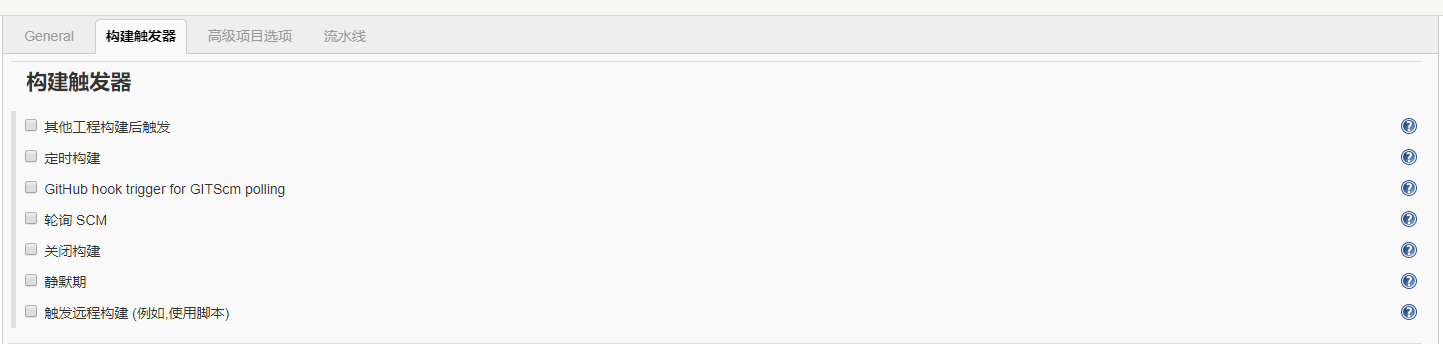 General 构建触发器 高级项目选项 流水线
构建触发器
其他工程构建后触发
定时构建
GitHub hook trigger for GITScm polling
轮询 SCM
关闭构建
静默期
触发远程构建 (例如,使用脚本)